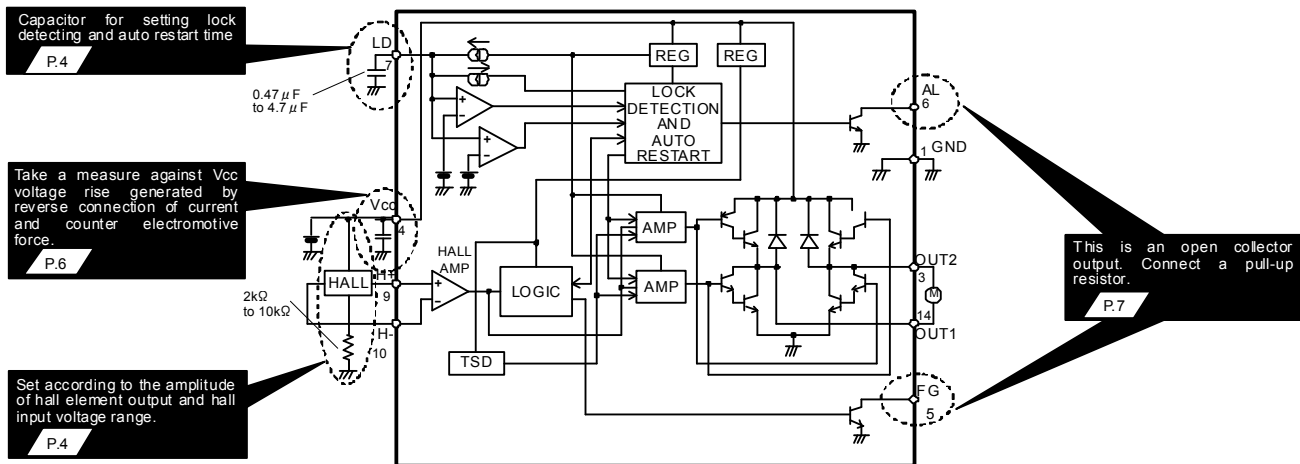 Capacitor for setting lock
detecting and auto restart time
P.4
LD
7
0.47μF
to 4.7μF
REG
REG
LOCK
DETECTION
AND
AUTO
RESTART
AL
6
1
GND
Take a measure against Vcc
voltage rise generated by
reverse connection of current
and counter electromotive
force.
P.6
Vcc
4
HALL
2kΩ
to 10kΩ
H+
9
H-
10
HALL
AMP
LOGIC
TSD
AMP
AMP
OUT2
3
M
14
OUT1
This is an open collector
output. Connect a pull-up
resistor.
P.7
Set according to the amplitude
of hall element output and hall
input voltage range.
P.4
FG
5